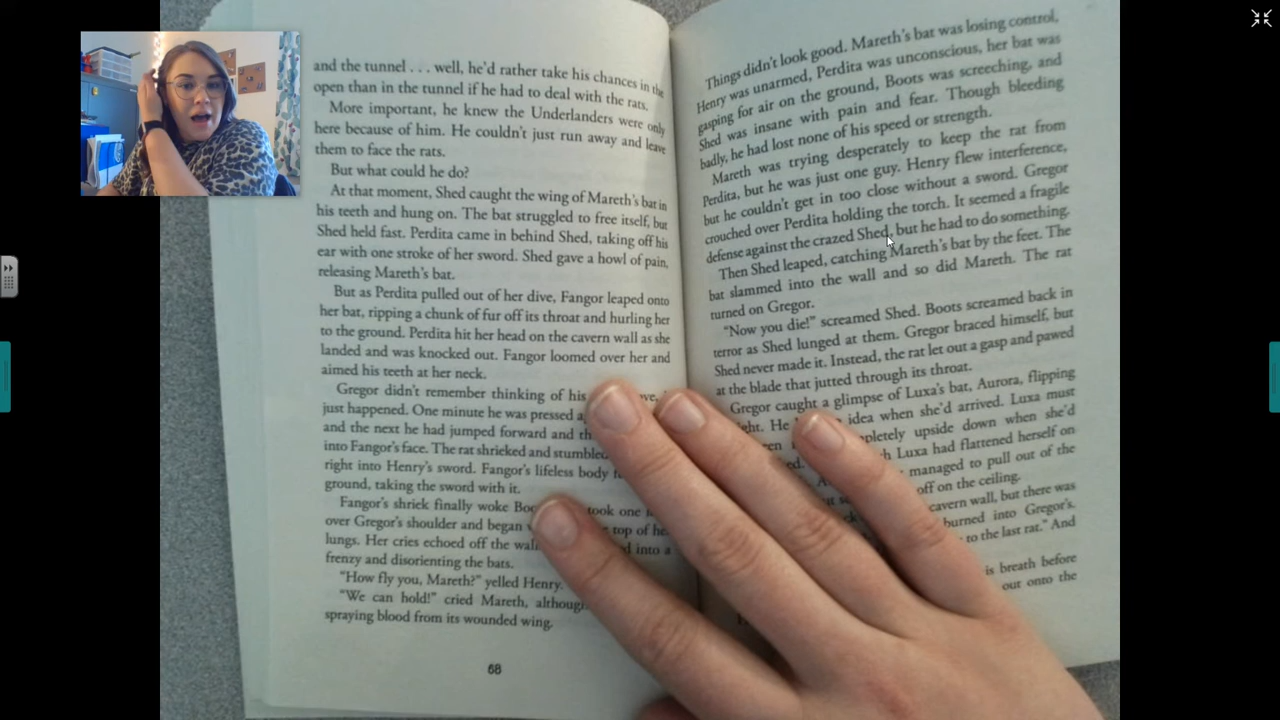 and the tunnel . . . well, he'd rather take his chances in the
open than in the tunnel if he had to deal with the rats.
More important, he knew the Underlanders were only
here because of him. He couldn't just run away and leave
them to face the rats.
But what could he do?
At that moment, Shed caught the wing of Mareth's bat in
his teeth and hung on. The bat struggled to free itself, but
Shed held fast. Perdita came in behind Shed, taking off his
ear with one stroke of her sword. Shed gave a howl of pain,
releasing Mareth's bat.
But as Perdita pulled out of her dive, Fangor leaped onto
her bat, ripping a chunk of fur off its throat and hurling her
to the ground. Perdita hit her head on the cavern wall as she
landed and was knocked out. Fangor loomed over her and
aimed his teeth at her neck.
Gregor didn't remember thinking of his
just happened. One minute he was pressed
and the next he had jumped forward and
into Fangor's face. The rat shrieked and stumbled
right into Henry's sword. Fangor's lifeless body
ground, taking the sword with it.
Fangor's shriek finally woke took one
over Gregor's shoulder and began top of
lungs. Her cries echoed off the into a
frenzy and disorienting the bats.
"How fly you, Mareth?" yelled Henry.
"We can hold!" cried Mareth,
spraying blood from its wounded wing.
68
Things didn't look good. Mareth's bat was losing control,
Henry was unarmed, Perdita was unconscious, her bat was
gasping for air on the ground, Boots was screeching, and
Shed was insane with pain and fear. Though bleeding
badly, he had lost none of his speed or strength.
Mareth was trying desperately to keep the rat from
Perdita, but he was just one guy. Henry flew interference,
but he couldn't get in too close without a sword. Gregor
crouched over Perdita holding the torch. It seemed a fragile
defense against the crazed Shed, but he had to do something.
Then Shed leaped, catching Mareth's bat by the feet. The
bat slammed into the wall and so did Mareth. The rat
turned on Gregor.
"Now you die!" screamed Shed. Boots screamed back in
terror as Shed lunged at them. Gregor braced himself, but
Shed never made it. Instead, the rat let out a gasp and pawed
at the blade that jutted through its throat.
Gregor caught a glimpse of Luxa's bat, Aurora, flipping
He idea when she'd arrived. Luxa must
upside down when she'd
Luxa had flattened herself on
managed to pull out of the
off on the ceiling.
cavern wall, but there was
burned into Gregor's.
to the last rat." And
breath before
out onto the